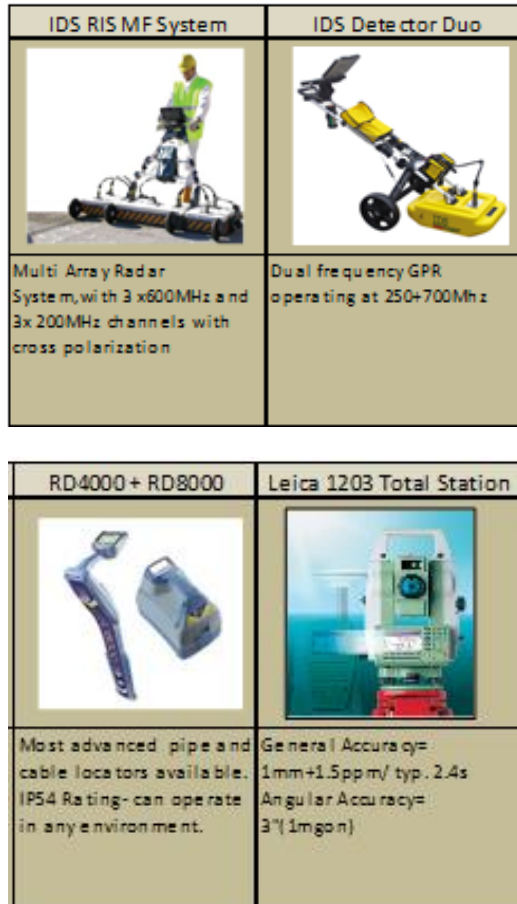 IDS RIS MF System
IDS Detector Duo
Multi Array Radar
System,with 3 x600MHz and
3x 200MHz channels with
cross polarization
Dual frequency GPR
operating at 250+700Mhz
IDS
RD4000 + RD8000
Leica 1203 Total Station
Most advanced pipe and
cable locators available.
IP54 Rating- can operate
in any environment.
General Accuracy=
1mm+1.5ppm/ typ. 2.4s
Angular Accuracy=
3"(1mgon)